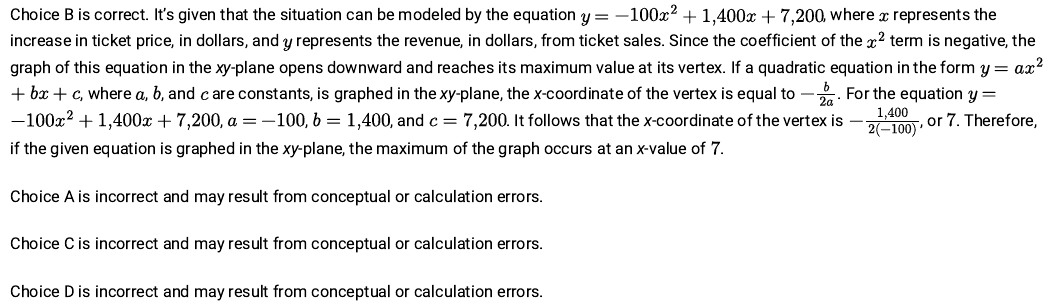 Choice B is correct. It's given that the situation can be modeled by the equation y = −100x² + 1,400x + 7,200, where x represents the
increase in ticket price, in dollars, and y represents the revenue, in dollars, from ticket sales. Since the coefficient of the x² term is negative, the
graph of this equation in the xy-plane opens downward and reaches its maximum value at its vertex. If a quadratic equation in the form y = ax²
+ bx + c, where a, b, and c are constants, is graphed in the xy-plane, the x-coordinate of the vertex is equal to −b/2a. For the equation y =
−100x² + 1,400x + 7,200, a = −100, b = 1,400, and c = 7,200. It follows that the x-coordinate of the vertex is −1,400/2(−100), or 7. Therefore,
if the given equation is graphed in the xy-plane, the maximum of the graph occurs at an x-value of 7.
Choice A is incorrect and may result from conceptual or calculation errors.
Choice C is incorrect and may result from conceptual or calculation errors.
Choice D is incorrect and may result from conceptual or calculation errors.